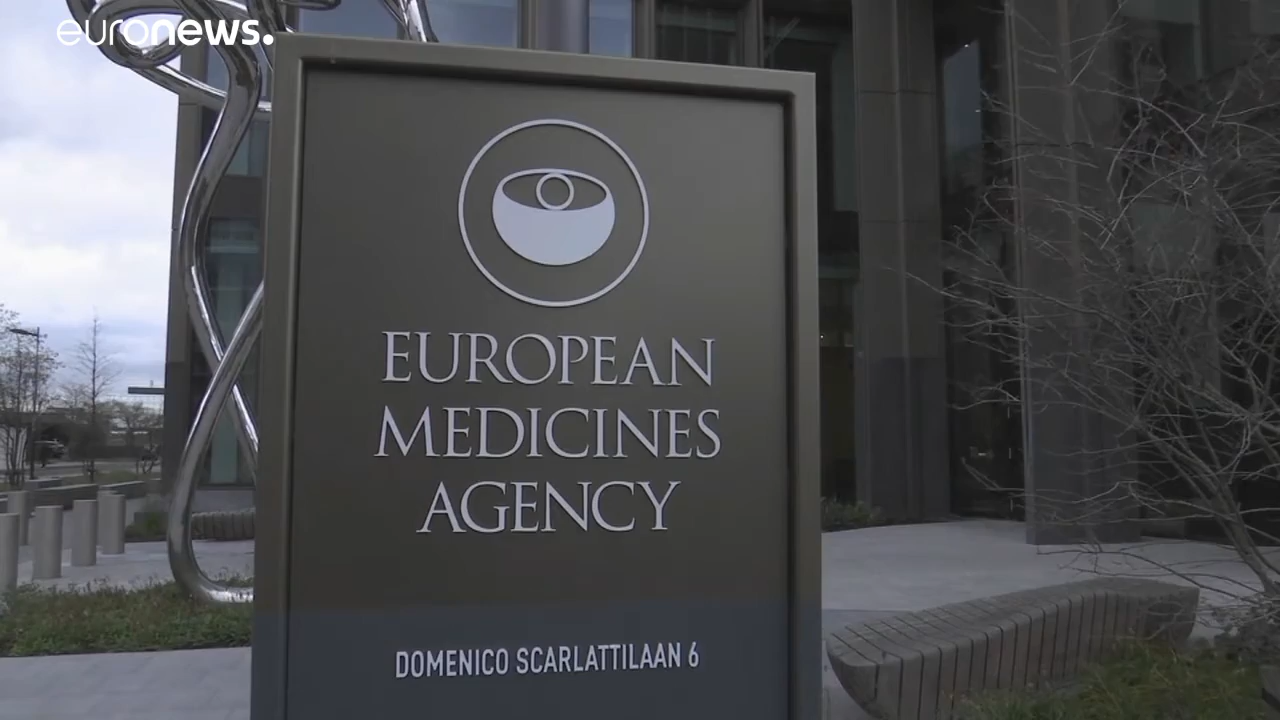 euronews.
EUROPEAN
MEDICINES
AGENCY
DOMENICO SCARLATTILAAN 6